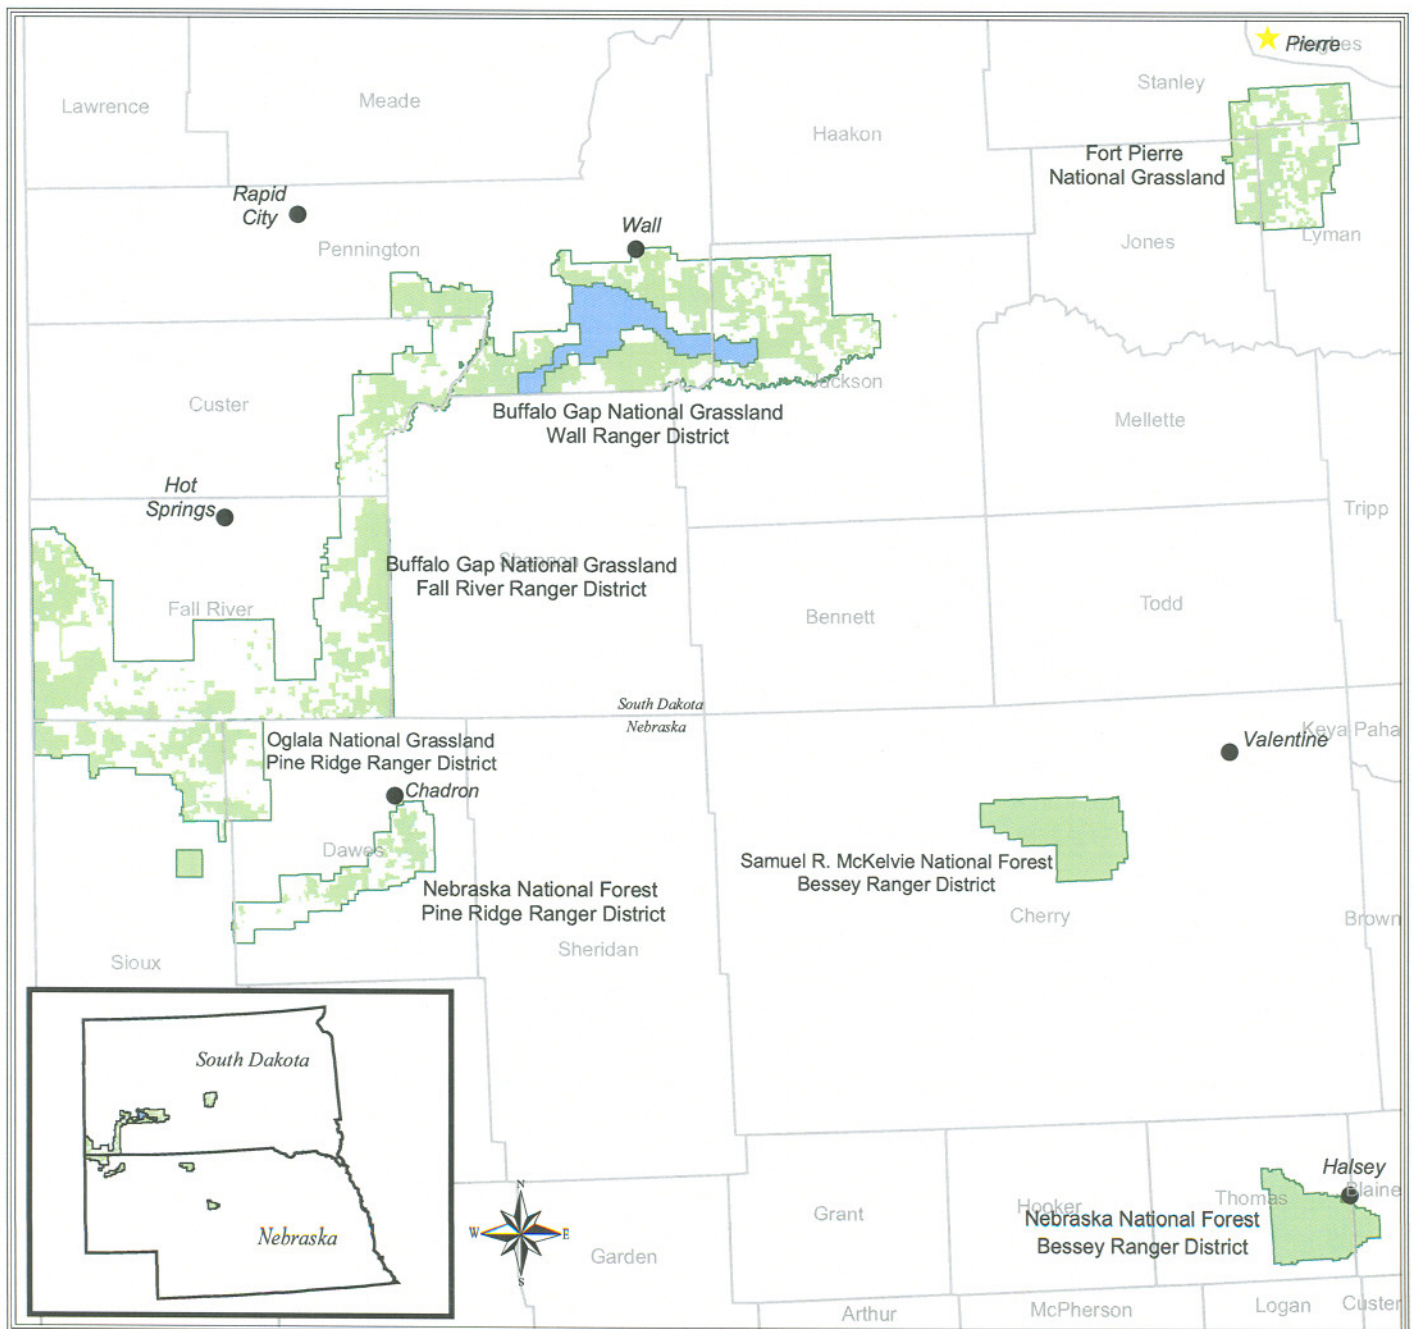 Pierre
Hughes
Stanley
Lawrence
Meade
Haakon
Fort Pierre
National Grassland
Rapid
City
Wall
Pennington
Jones
Lyman
Jackson
Custer
Buffalo Gap National Grassland
Wall Ranger District
Mellette
Hot
Springs
Tripp
Shannon
Buffalo Gap National Grassland
Fall River Ranger District
Fall River
Bennett
Todd
South Dakota
Nebraska
Keya Paha
Valentine
Oglala National Grassland
Pine Ridge Ranger District
Chadron
Dawes
Samuel R. McKelvie National Forest
Bessey Ranger District
Nebraska National Forest
Pine Ridge Ranger District
Cherry
Brown
Sheridan
Sioux
South Dakota
Nebraska
N
W
E
S
Halsey
Blaine
Thomas
Hooker
Grant
Nebraska National Forest
Bessey Ranger District
Garden
Arthur
McPherson
Logan
Custer